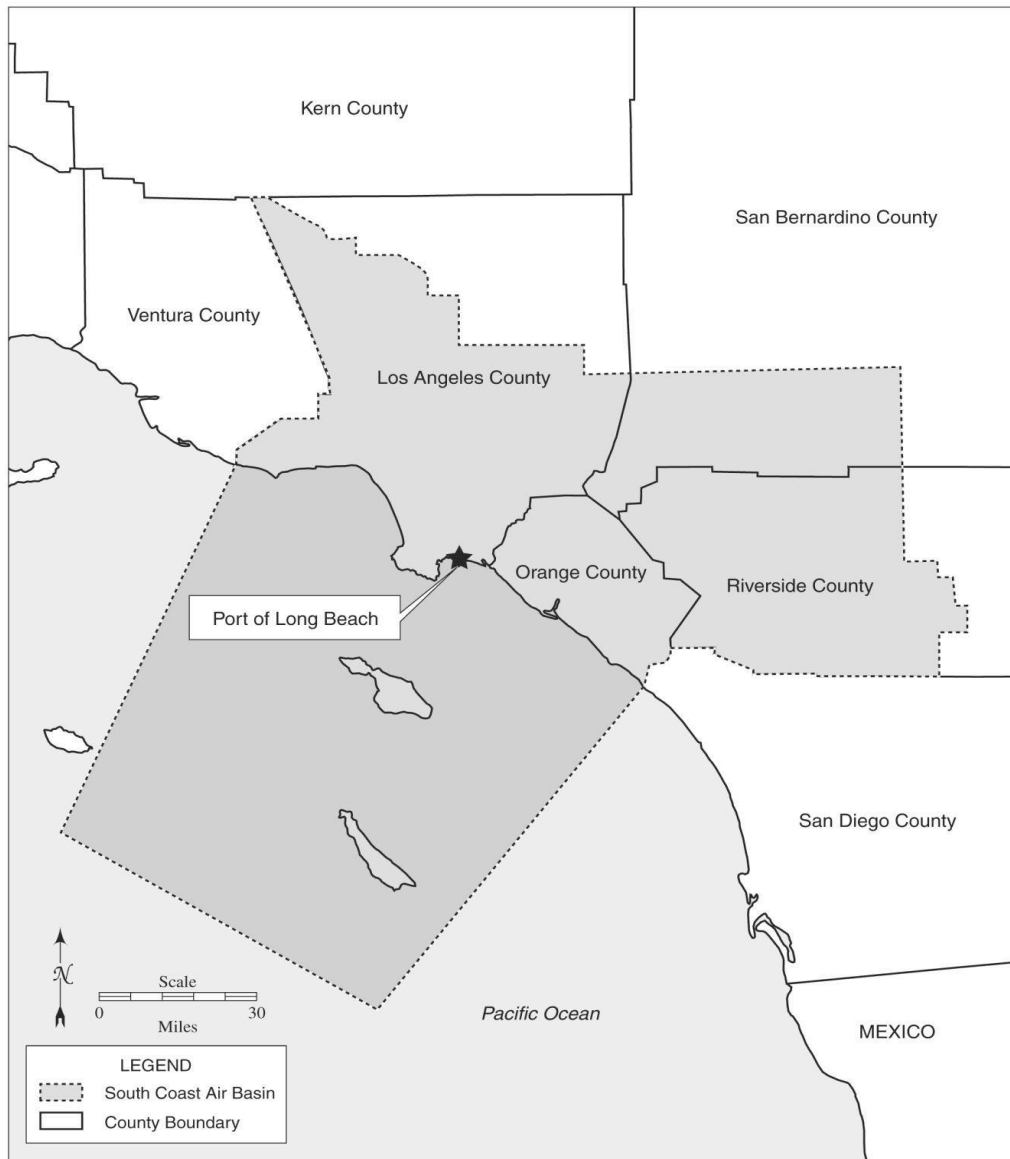 Kern County
San Bernardino County
Ventura County
Los Angeles County
Orange County
Riverside County
Port of Long Beach
San Diego County
N
Scale
0 30
Miles
Pacific Ocean
MEXICO
LEGEND
South Coast Air Basin
County Boundary